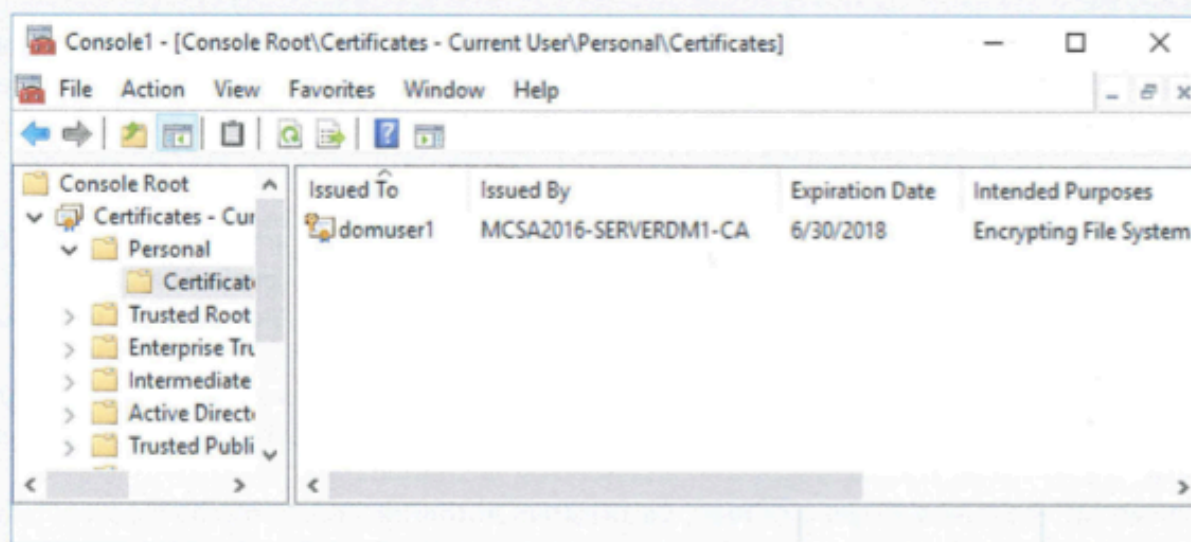 Console1 - [Console Root\Certificates - Current User\Personal\Certificates]
File Action View Favorites Window Help
Console Root
Certificates - Cur
Personal
Certificat
Trusted Root
Enterprise Tru
Intermediate
Active Direct
Trusted Publi
Issued To Issued By Expiration Date Intended Purposes
domuser1 MCSA2016-SERVERDM1-CA 6/30/2018 Encrypting File System